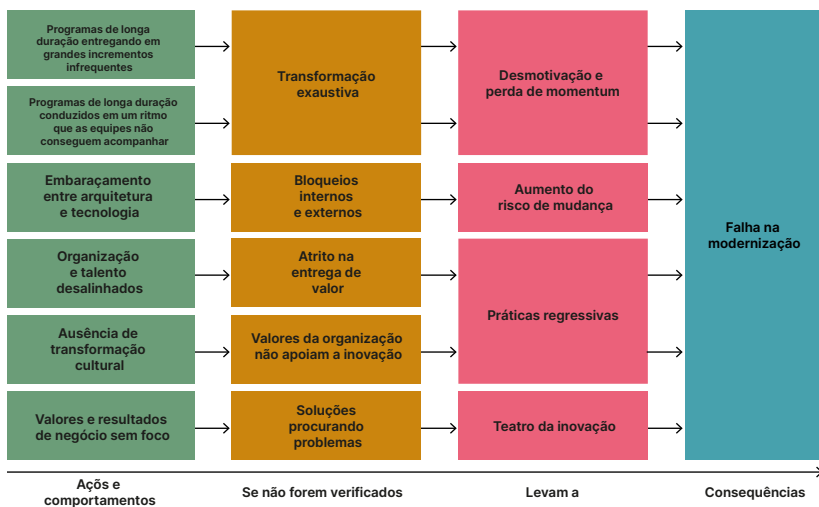 Programas de longa
duração entregando em
grandes incrementos
infrequentes
Transformação
exaustiva
Desmotivação e
perda de momentum
Falha na
modernização
Programas de longa duração
conduzidos em um ritmo
que as equipes não
conseguem acompanhar
Embaraçamento
entre arquitetura
e tecnologia
Bloqueios
internos
e externos
Aumento do
risco de mudança
Organização
e talento
desalinhados
Atrito na
entrega de
valor
Práticas regressivas
Ausência de
transformação
cultural
Valores da organização
não apoiam a inovação
Valores e resultados
de negócio sem foco
Soluções
procurando
problemas
Teatro da inovação
Açõs e
comportamentos
Se não forem verificados
Levam a
Consequências